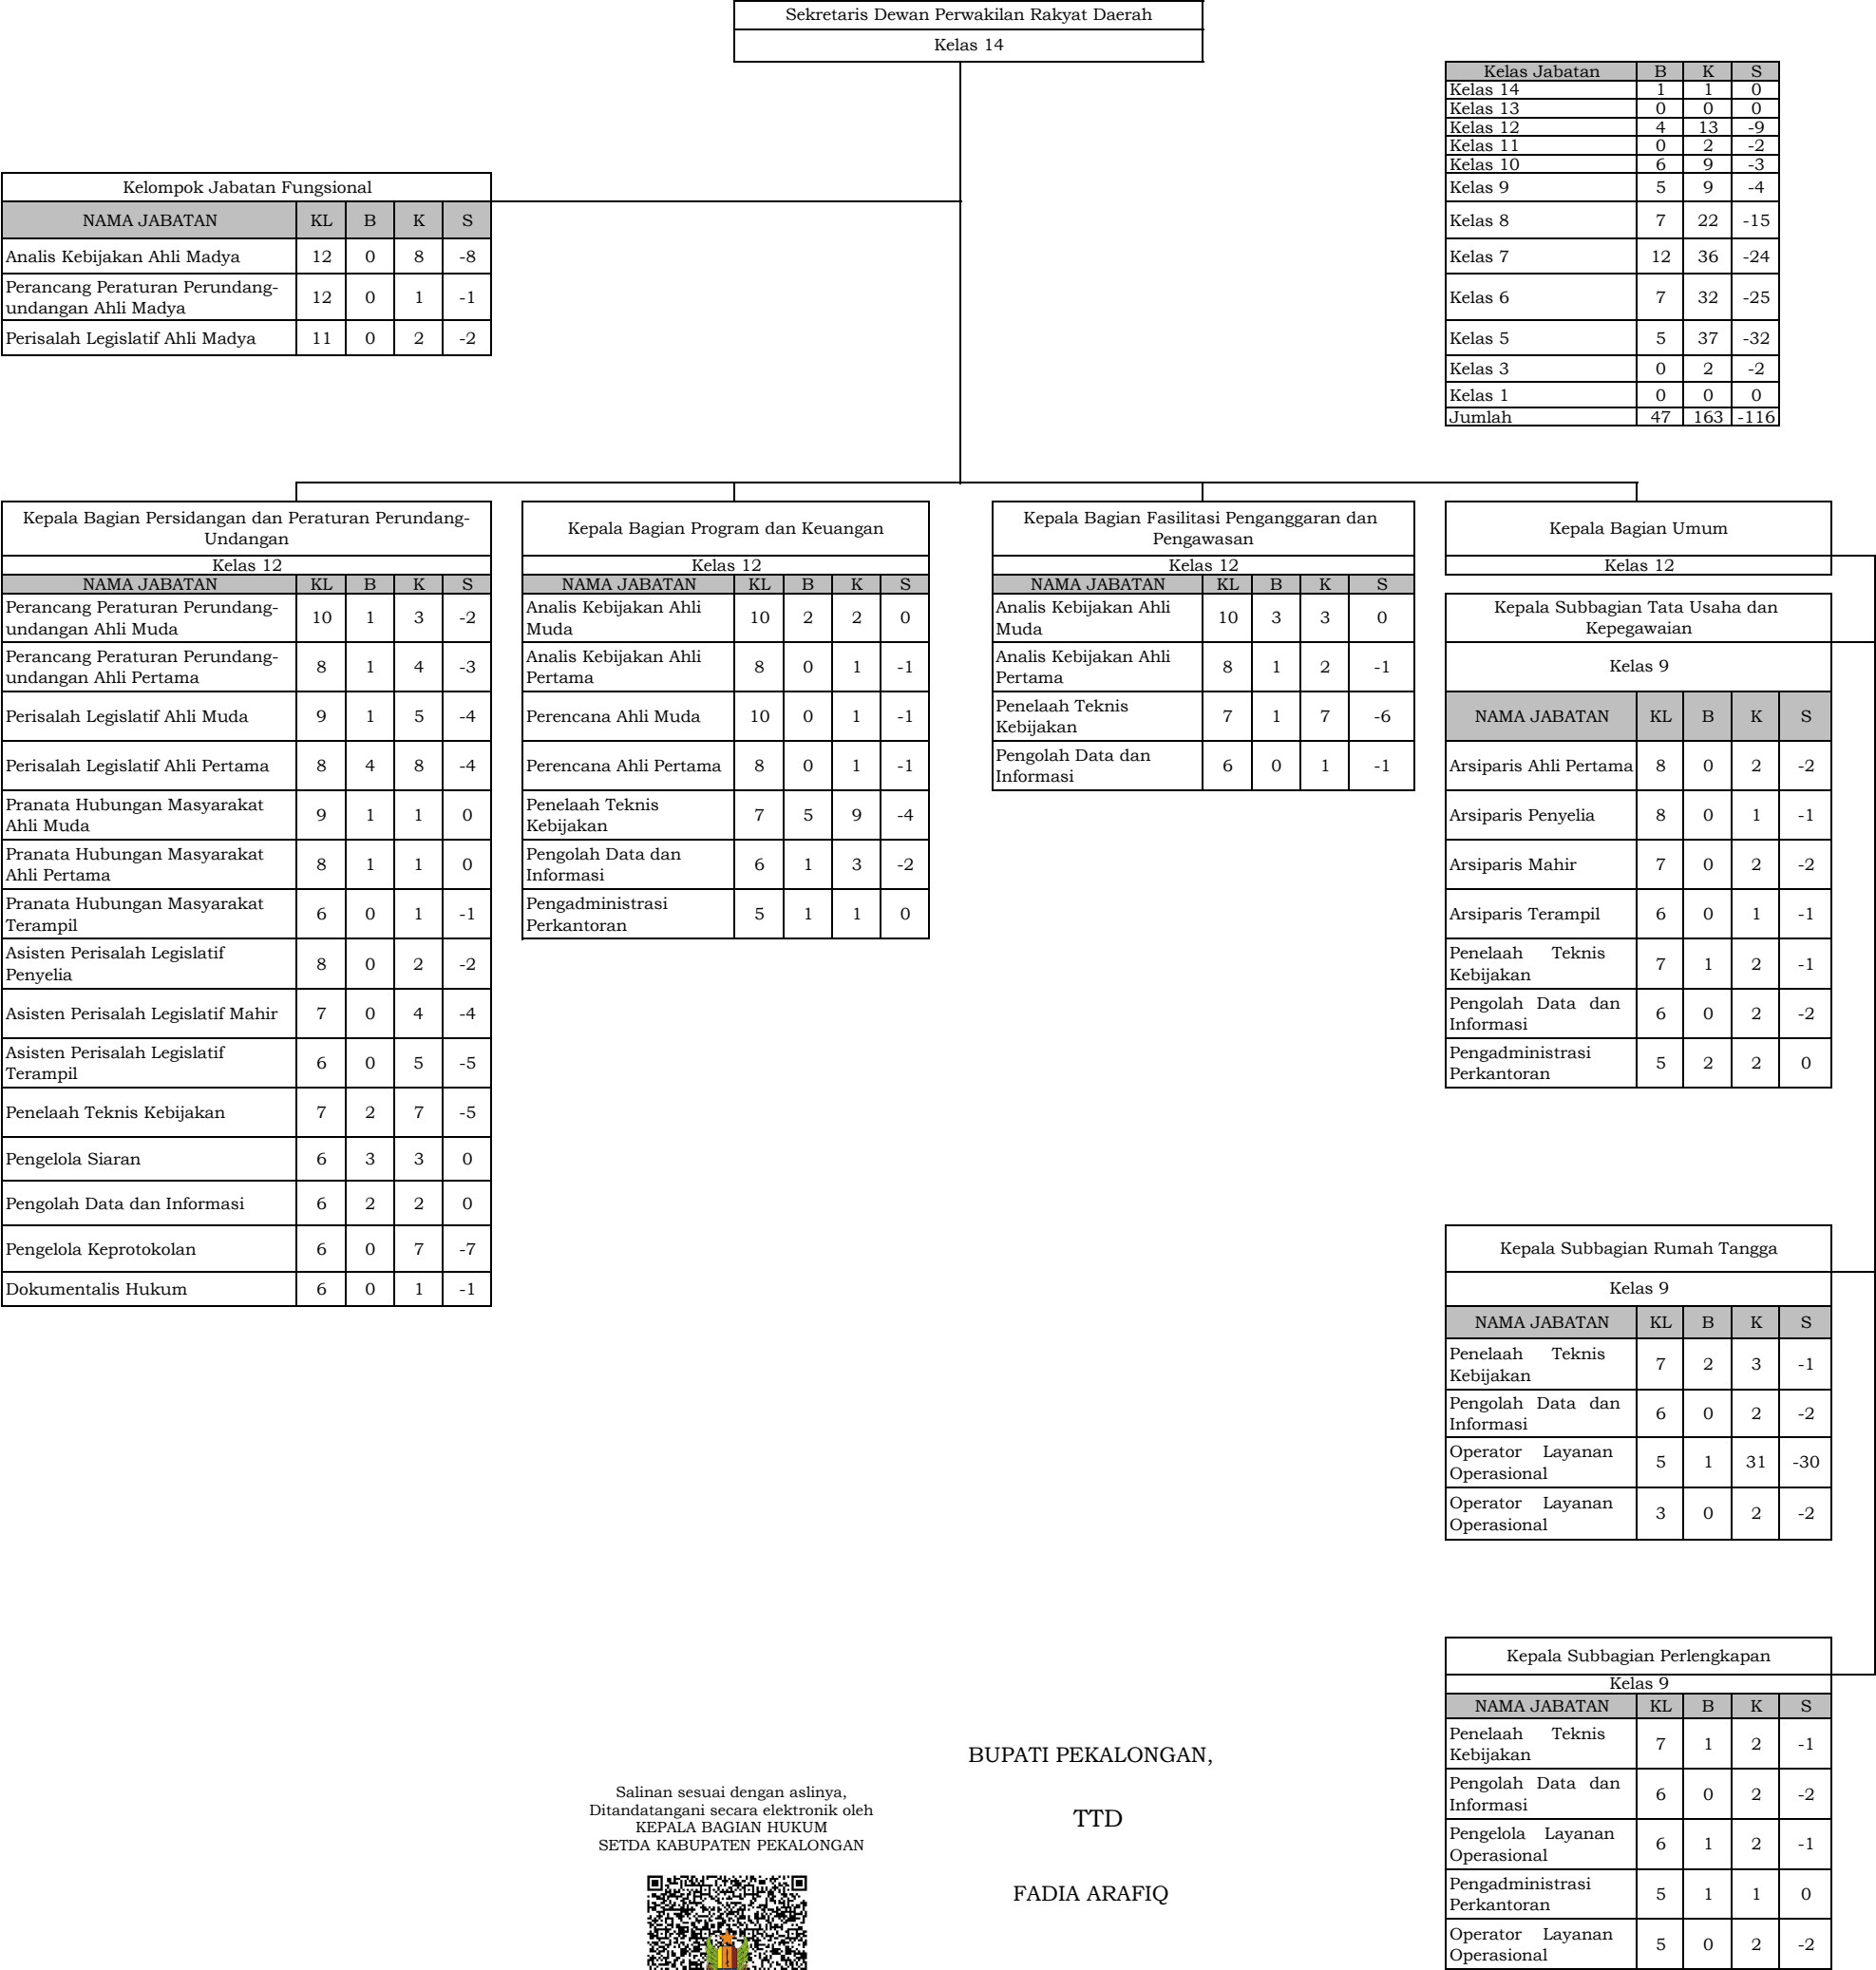 Sekretaris Dewan Perwakilan Rakyat Daerah
Kelas 14
Kelas Jabatan B K S
Kelas 14 1 1 0
Kelas 13 0 0 0
Kelas 12 4 13 -9
Kelas 11 0 2 -2
Kelas 10 6 9 -3
Kelas 9 5 9 -4
Kelas 8 7 22 -15
Kelas 7 12 36 -24
Kelas 6 7 32 -25
Kelas 5 5 37 -32
Kelas 3 0 2 -2
Kelas 1 0 0 0
Jumlah 47 163 -116
Kelompok Jabatan Fungsional
NAMA JABATAN KL B K S
Analis Kebijakan Ahli Madya 12 0 8 -8
Perancang Peraturan Perundang-
undangan Ahli Madya 12 0 1 -1
Perisalah Legislatif Ahli Madya 11 0 2 -2
Kepala Bagian Persidangan dan Peraturan Perundang-
Undangan
Kelas 12
NAMA JABATAN KL B K S
Perancang Peraturan Perundang-
undangan Ahli Muda 10 1 3 -2
Perancang Peraturan Perundang-
undangan Ahli Pertama 8 1 4 -3
Perisalah Legislatif Ahli Muda 9 1 5 -4
Perisalah Legislatif Ahli Pertama 8 4 8 -4
Pranata Hubungan Masyarakat
Ahli Muda 9 1 1 0
Pranata Hubungan Masyarakat
Ahli Pertama 8 1 1 0
Pranata Hubungan Masyarakat
Terampil 6 0 1 -1
Asisten Perisalah Legislatif
Penyelia 8 0 2 -2
Asisten Perisalah Legislatif Mahir 7 0 4 -4
Asisten Perisalah Legislatif
Terampil 6 0 5 -5
Penelaah Teknis Kebijakan 7 2 7 -5
Pengelola Siaran 6 3 3 0
Pengolah Data dan Informasi 6 2 2 0
Pengelola Keprotokolan 6 0 7 -7
Dokumentalis Hukum 6 0 1 -1
Kepala Bagian Program dan Keuangan
Kelas 12
NAMA JABATAN KL B K S
Analis Kebijakan Ahli
Muda 10 2 2 0
Analis Kebijakan Ahli
Pertama 8 0 1 -1
Perencana Ahli Muda 10 0 1 -1
Perencana Ahli Pertama 8 0 1 -1
Penelaah Teknis
Kebijakan 7 5 9 -4
Pengolah Data dan
Informasi 6 1 3 -2
Pengadministrasi
Perkantoran 5 1 1 0
Kepala Bagian Fasilitasi Penganggaran dan
Pengawasan
Kelas 12
NAMA JABATAN KL B K S
Analis Kebijakan Ahli
Muda 10 3 3 0
Analis Kebijakan Ahli
Pertama 8 1 2 -1
Penelaah Teknis
Kebijakan 7 1 7 -6
Pengolah Data dan
Informasi 6 0 1 -1
Kepala Bagian Umum
Kelas 12
Kepala Subbagian Tata Usaha dan
Kepegawaian
Kelas 9
NAMA JABATAN KL B K S
Arsiparis Ahli Pertama 8 0 2 -2
Arsiparis Penyelia 8 0 1 -1
Arsiparis Mahir 7 0 2 -2
Arsiparis Terampil 6 0 1 -1
Penelaah Teknis
Kebijakan 7 1 2 -1
Pengolah Data dan
Informasi 6 0 2 -2
Pengadministrasi
Perkantoran 5 2 2 0
Kepala Subbagian Rumah Tangga
Kelas 9
NAMA JABATAN KL B K S
Penelaah Teknis
Kebijakan 7 2 3 -1
Pengolah Data dan
Informasi 6 0 2 -2
Operator Layanan
Operasional 5 1 31 -30
Operator Layanan
Operasional 3 0 2 -2
Kepala Subbagian Perlengkapan
Kelas 9
NAMA JABATAN KL B K S
Penelaah Teknis
Kebijakan 7 1 2 -1
Pengolah Data dan
Informasi 6 0 2 -2
Pengelola Layanan
Operasional 6 1 2 -1
Pengadministrasi
Perkantoran 5 1 1 0
Operator Layanan
Operasional 5 0 2 -2
BUPATI PEKALONGAN,
TTD
FADIA ARAFIQ
Salinan sesuai dengan aslinya,
Ditandatangani secara elektronik oleh
KEPALA BAGIAN HUKUM
SETDA KABUPATEN PEKALONGAN